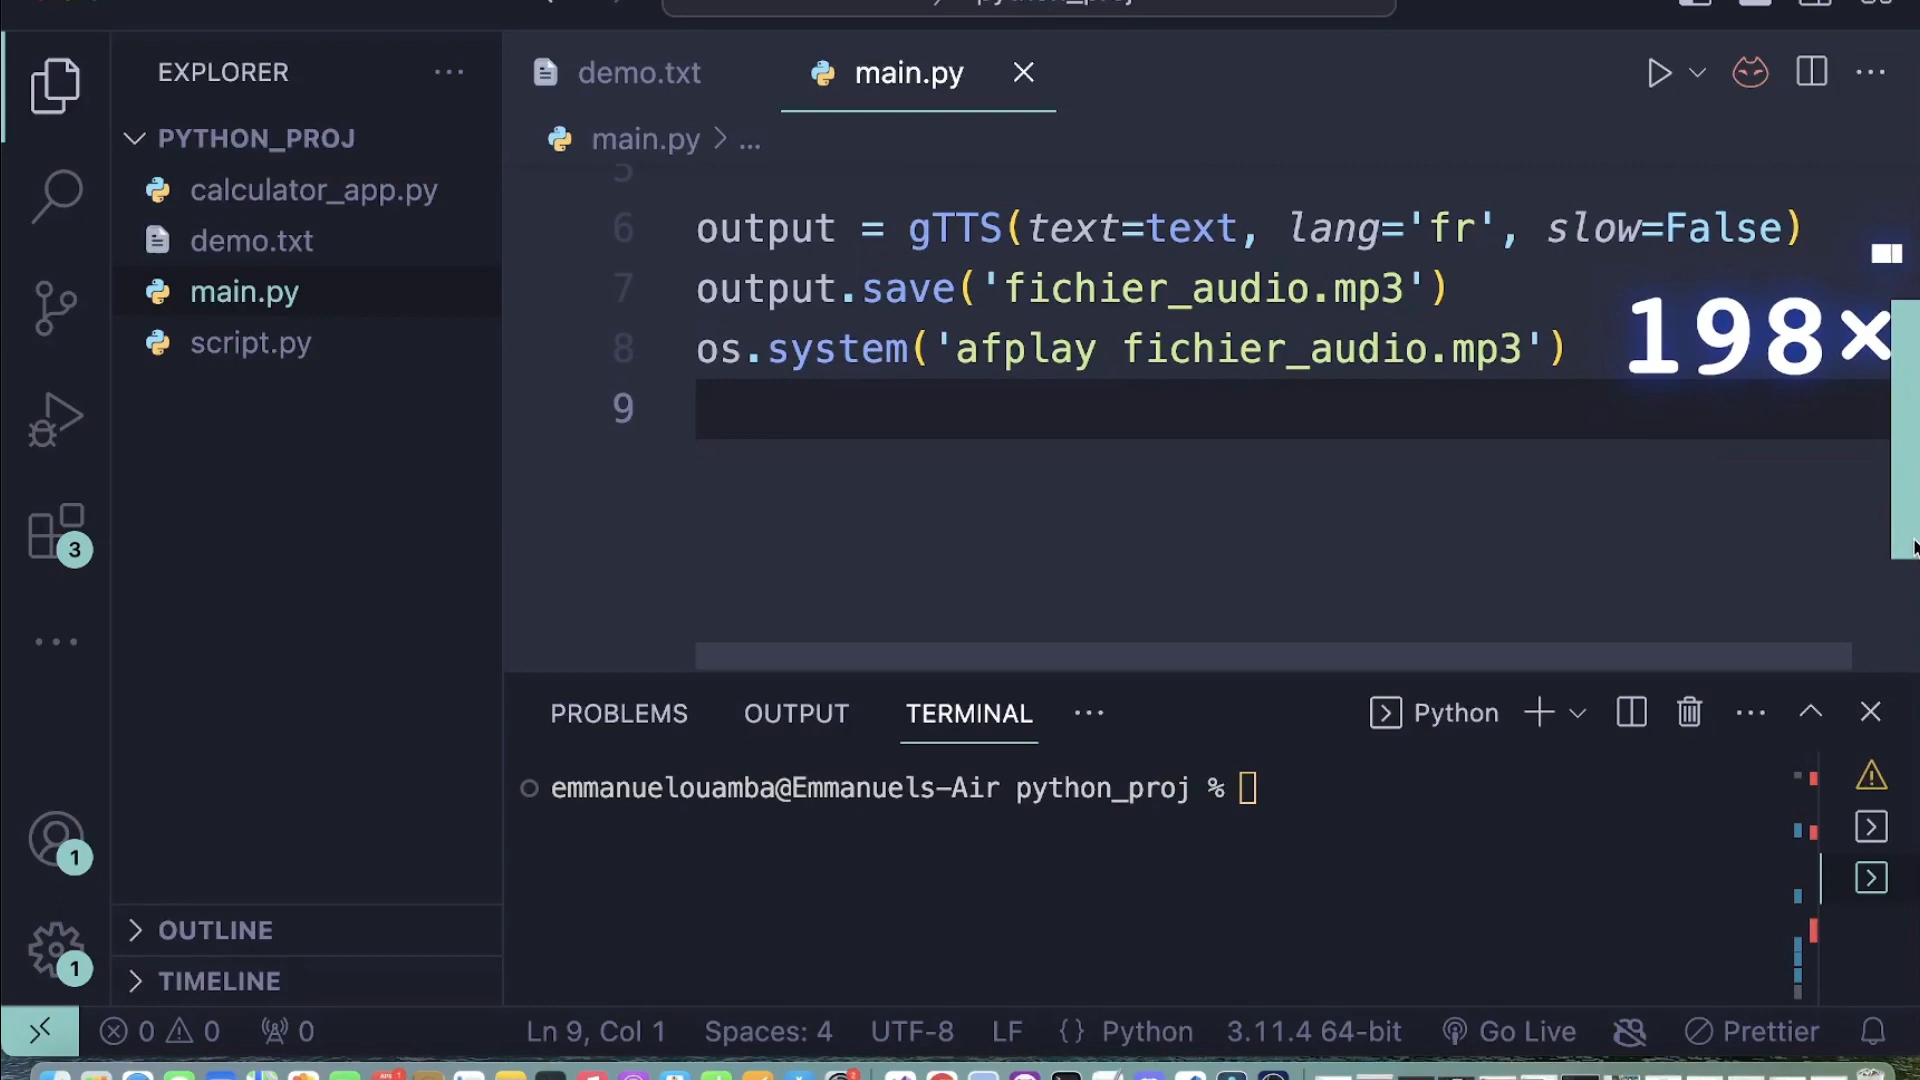 EXPLORER
demo.txt
main.py
PYTHON_PROJ
main.py > ...
calculator_app.py
demo.txt
main.py
script.py
5
6 output = gTTS(text=text, lang='fr', slow=False)
7 output.save('fichier_audio.mp3')
8 os.system('afplay fichier_audio.mp3')
9
198×
3
PROBLEMS OUTPUT TERMINAL ...
Python
emmanuelouamba@Emmanuels-Air python_proj %
1
OUTLINE
1
TIMELINE
0 0 0
Ln 9, Col 1 Spaces: 4 UTF-8 LF {} Python 3.11.4 64-bit Go Live Prettier